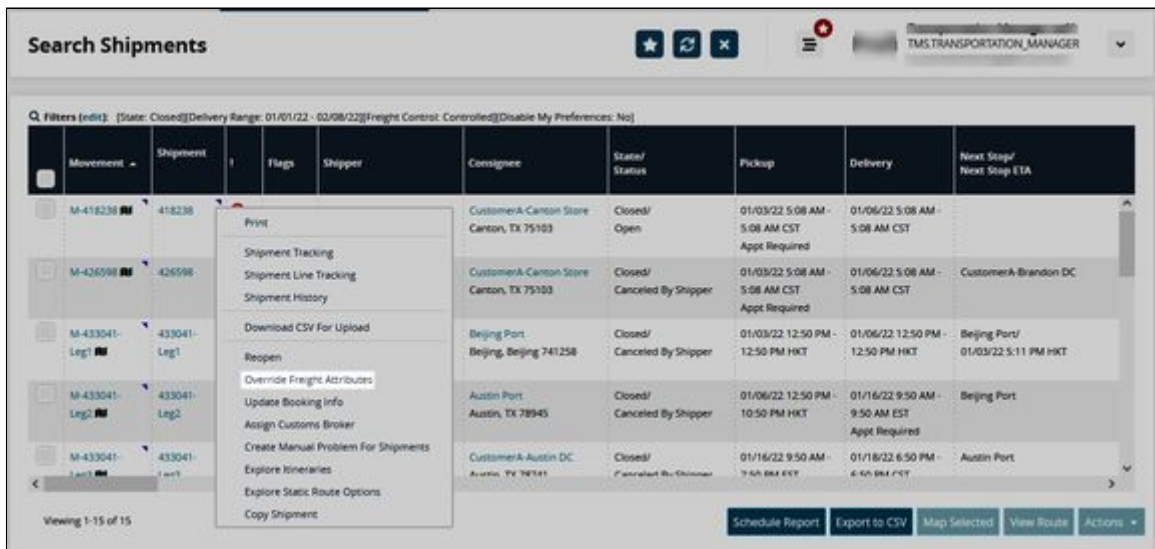 Search Shipments
TMS.TRANSPORTATION_MANAGER
Filters (edit): [State: Closed][Delivery Range: 01/01/22 - 02/08/22][Freight Control: Controlled][Disable My Preferences: No]
Movement Shipment ! Flags Shipper Consignee State/ Status Pickup Delivery Next Stop/ Next Stop ETA
M-418238 418238 CustomerA-Canton Store Closed/ 01/03/22 5:08 AM - 01/06/22 5:08 AM -
Canton, TX 75103 Open 5:08 AM CST 5:08 AM CST
Appt Required
M-426598 426598 CustomerA-Canton Store Closed/ 01/03/22 5:08 AM - 01/06/22 5:08 AM - CustomerA-Brandon DC
Canton, TX 75103 Canceled By Shipper 5:08 AM CST 5:08 AM CST
Appt Required
M-433041- 433041- Beijing Port Closed/ 01/03/22 12:50 PM - 01/06/22 12:50 PM - Beijing Port/
Leg1 Leg1 Beijing, Beijing 741258 Canceled By Shipper 12:50 PM HKT 12:50 PM HKT 01/03/22 5:11 PM HKT
M-433041- 433041- Austin Port Closed/ 01/06/22 12:50 PM - 01/16/22 9:50 AM - Beijing Port
Leg2 Leg2 Austin, TX 78945 Canceled By Shipper 10:50 PM HKT 9:50 AM EST
Appt Required
M-433041- 433041- CustomerA-Austin DC Closed/ 01/16/22 9:50 AM - 01/18/22 6:50 PM - Austin Port
Print
Shipment Tracking
Shipment Line Tracking
Shipment History
Download CSV For Upload
Reopen
Override Freight Attributes
Update Booking Info
Assign Customs Broker
Create Manual Problem For Shipments
Explore Itineraries
Explore Static Route Options
Copy Shipment
Viewing 1-15 of 15
Schedule Report Export to CSV Map Selected View Route Actions